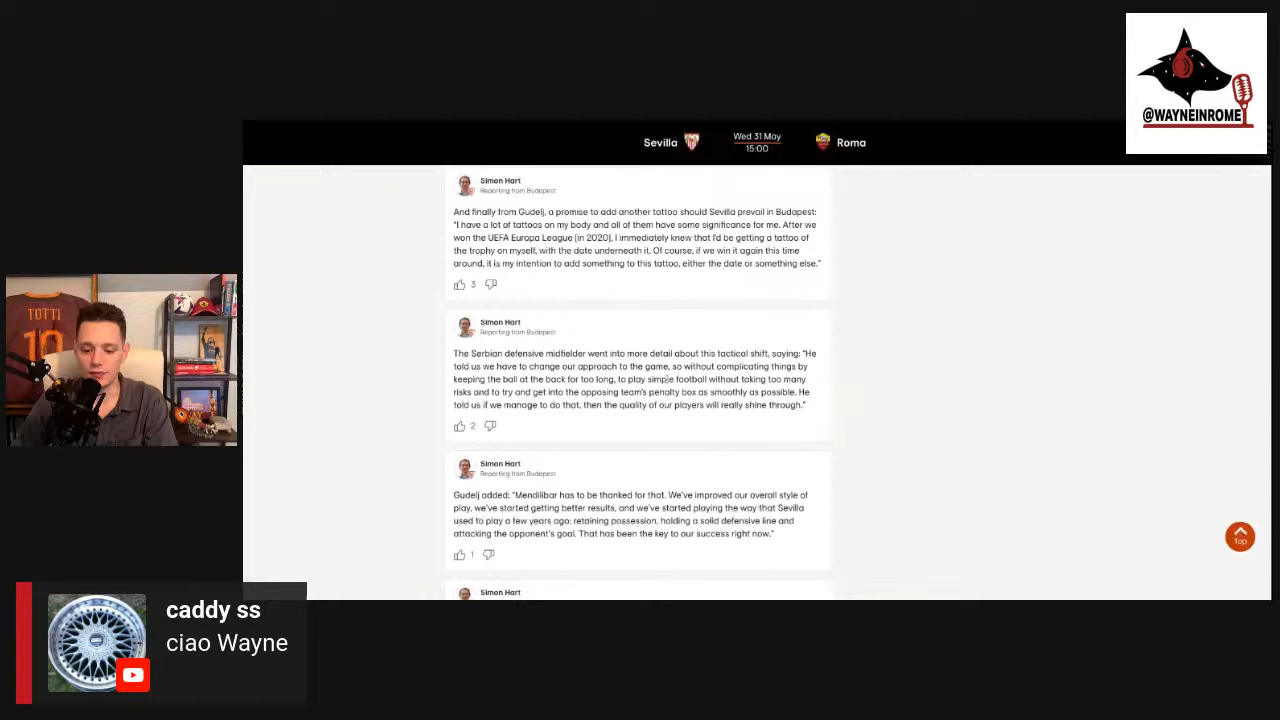 @WAYNEINROME
Sevilla
Wed 31 May
15:00
Roma
Simon Hart
Reporting from Budapest
And finally from Gudelj, a promise to add another tattoo should Sevilla prevail in Budapest:
"I have a lot of tattoos on my body and all of them have some significance for me. After we
won the UEFA Europa League [in 2020], I immediately knew that I'd be getting a tattoo of
the trophy on myself, with the date underneath it. Of course, if we win it again this time
around, it is my intention to add something to this tattoo, either the date or something else."
3
Simon Hart
Reporting from Budapest
The Serbian defensive midfielder went into more detail about this tactical shift, saying: "He
told us we have to change our approach to the game, so without complicating things by
keeping the ball at the back for too long, to play simple football without taking too many
risks and to try and get into the opposing team's penalty box as smoothly as possible. He
told us if we manage to do that, then the quality of our players will really shine through."
2
Simon Hart
Reporting from Budapest
Gudelj added: "Mendilibar has to be thanked for that. We've improved our overall style of
play, we've started getting better results, and we've started playing the way that Sevilla
used to play a few years ago: retaining possession, holding a solid defensive line and
attacking the opponent's goal. That has been the key to our success right now."
1
Simon Hart
Top
TOTTI
10
caddy ss
ciao Wayne